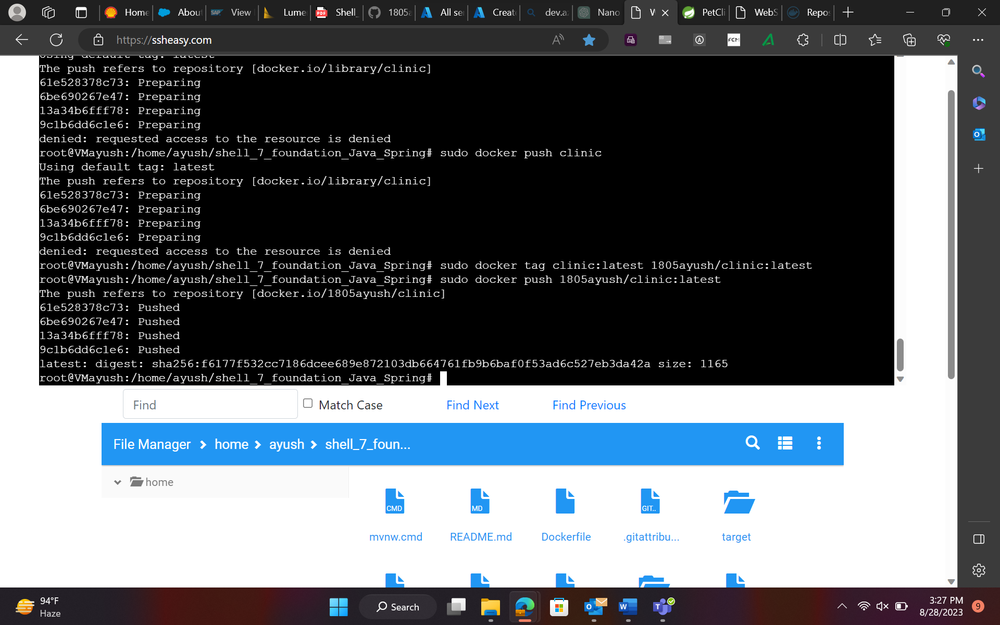 Home
About
SAP View
Lume
PDF Shell_
1805a
All se
Creat
dev.a
Nano
W
PetCli
WebS
Repos
https://ssheasy.com
FCM
Using default tag: latest
The push refers to repository [docker.io/library/clinic]
61e528378c73: Preparing
6be690267e47: Preparing
13a34b6fff78: Preparing
9c1b6dd6c1e6: Preparing
denied: requested access to the resource is denied
root@VMayush:/home/ayush/shell_7_foundation_Java_Spring# sudo docker push clinic
Using default tag: latest
The push refers to repository [docker.io/library/clinic]
61e528378c73: Preparing
6be690267e47: Preparing
13a34b6fff78: Preparing
9c1b6dd6c1e6: Preparing
denied: requested access to the resource is denied
root@VMayush:/home/ayush/shell_7_foundation_Java_Spring# sudo docker tag clinic:latest 1805ayush/clinic:latest
root@VMayush:/home/ayush/shell_7_foundation_Java_Spring# sudo docker push 1805ayush/clinic:latest
The push refers to repository [docker.io/1805ayush/clinic]
61e528378c73: Pushed
6be690267e47: Pushed
13a34b6fff78: Pushed
9c1b6dd6c1e6: Pushed
latest: digest: sha256:f6177f532cc7186dcee689e872103db664761fb9b6baf0f53ad6c527eb3da42a size: 1165
root@VMayush:/home/ayush/shell_7_foundation_Java_Spring#
Find
Match Case
Find Next
Find Previous
File Manager > home > ayush > shell_7_foun...
home
CMD
MD
GIT..
mvnw.cmd
README.md
Dockerfile
.gitattribu...
target
94°F
Haze
Search
3:27 PM
8/28/2023
9